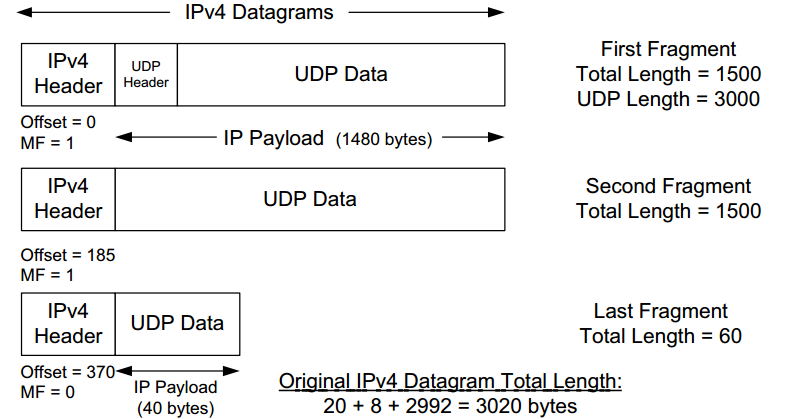 IPv4 Datagrams
IPv4
Header
UDP
Header
UDP Data
First Fragment
Total Length = 1500
UDP Length = 3000
Offset = 0
MF = 1
IP Payload (1480 bytes)
IPv4
Header
UDP Data
Second Fragment
Total Length = 1500
Offset = 185
MF = 1
IPv4
Header
UDP Data
Last Fragment
Total Length = 60
Offset = 370
MF = 0
IP Payload
(40 bytes)
Original IPv4 Datagram Total Length:
20 + 8 + 2992 = 3020 bytes